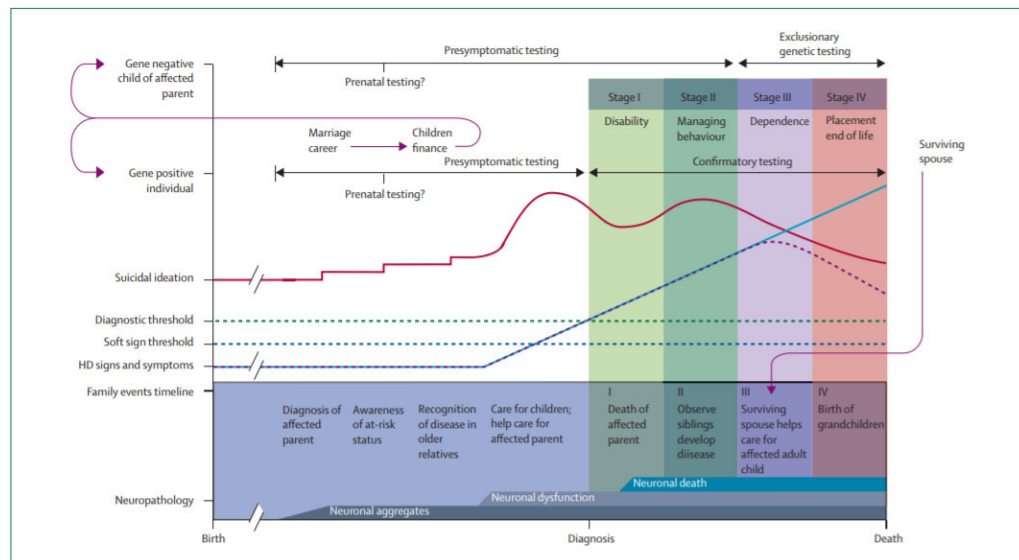 Exclusionary
genetic testing
Presymptomatic testing
Gene negative
child of affected
parent
Prenatal testing?
Stage I
Stage II
Stage III
Stage IV
Disability
Managing
behaviour
Dependence
Placement
end of life
Marriage
career
Children
finance
Surviving
spouse
Presymptomatic testing
Confirmatory testing
Gene positive
individual
Prenatal testing?
Suicidal ideation
Diagnostic threshold
Soft sign threshold
HD signs and symptoms
Family events timeline
Diagnosis of
affected
parent
Awareness
of at-risk
status
Recognition
of disease in
older
relatives
Care for children;
help care for
affected parent
I
Death of
affected
parent
II
Observe
siblings
develop
diisease
III
Surviving
spouse helps
care for
affected adult
child
IV
Birth of
grandchildren
Neuronal death
Neuropathology
Neuronal dysfunction
Neuronal aggregates
Birth
Diagnosis
Death